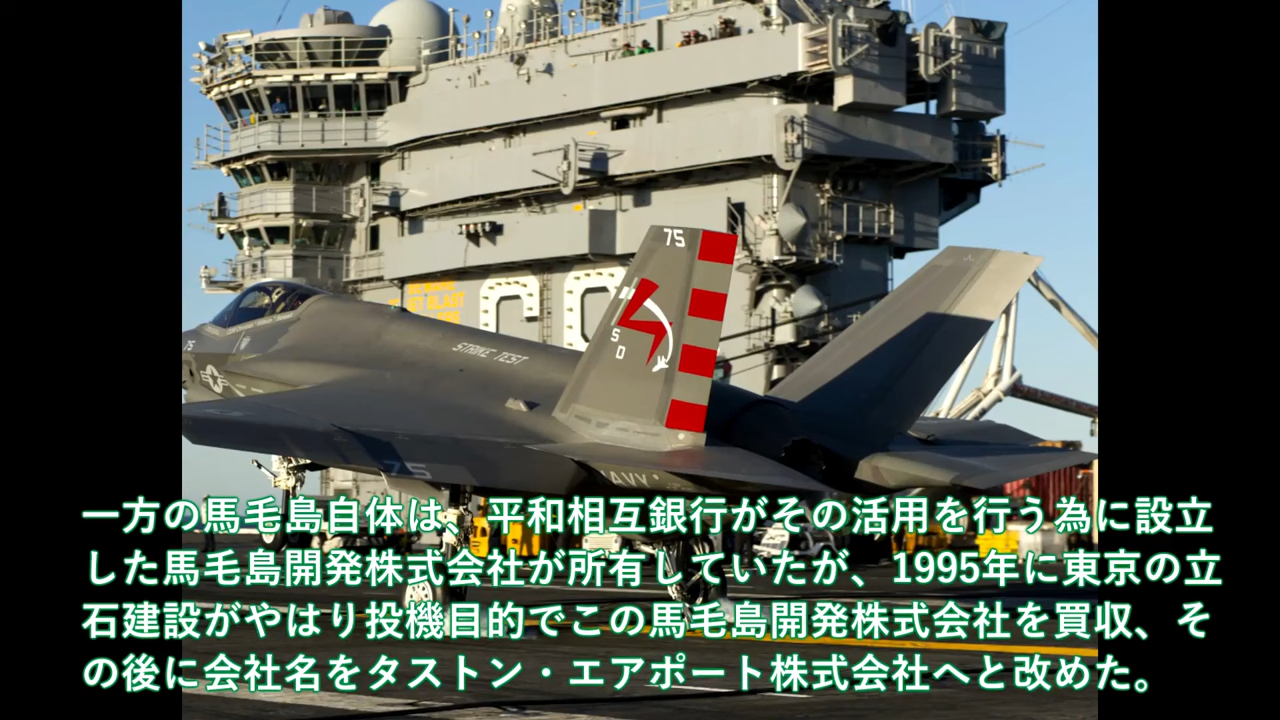 75
SD
STRIKE TEST
75
75
NAVY
一方の馬毛島自体は、平和相互銀行がその活用を行う為に設立
した馬毛島開発株式会社が所有していたが、1995年に東京の立
石建設がやはり投機目的でこの馬毛島開発株式会社を買収、そ
の後に会社名をタストン・エアポート株式会社へと改めた。